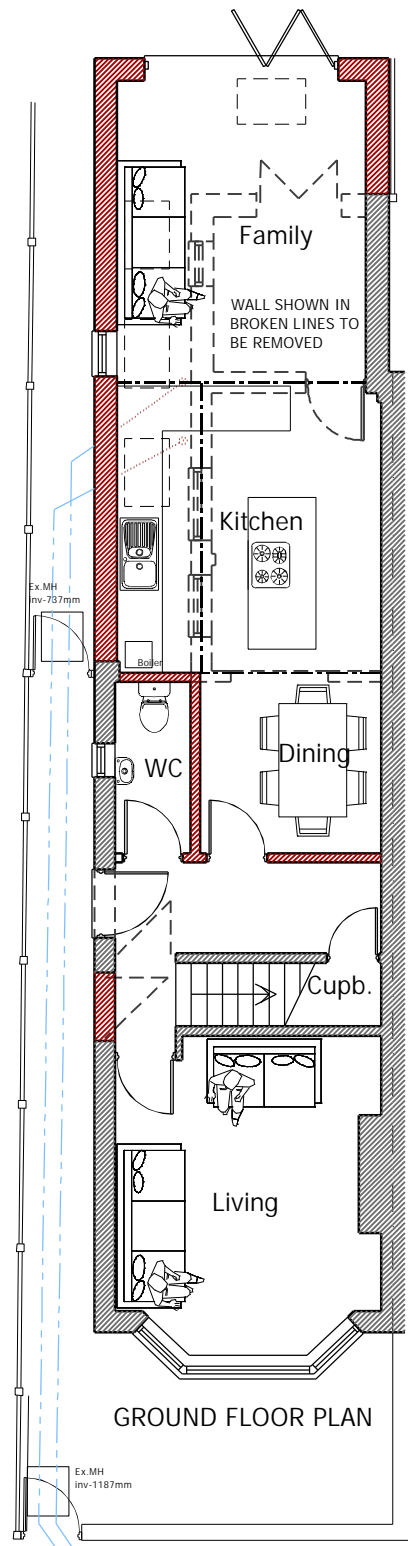 Family
WALL SHOWN IN
BROKEN LINES TO
BE REMOVED
Kitchen
Ex.MH
inv-737mm
Boiler
WC
Dining
Cupb.
Living
GROUND FLOOR PLAN
Ex.MH
inv-1187mm